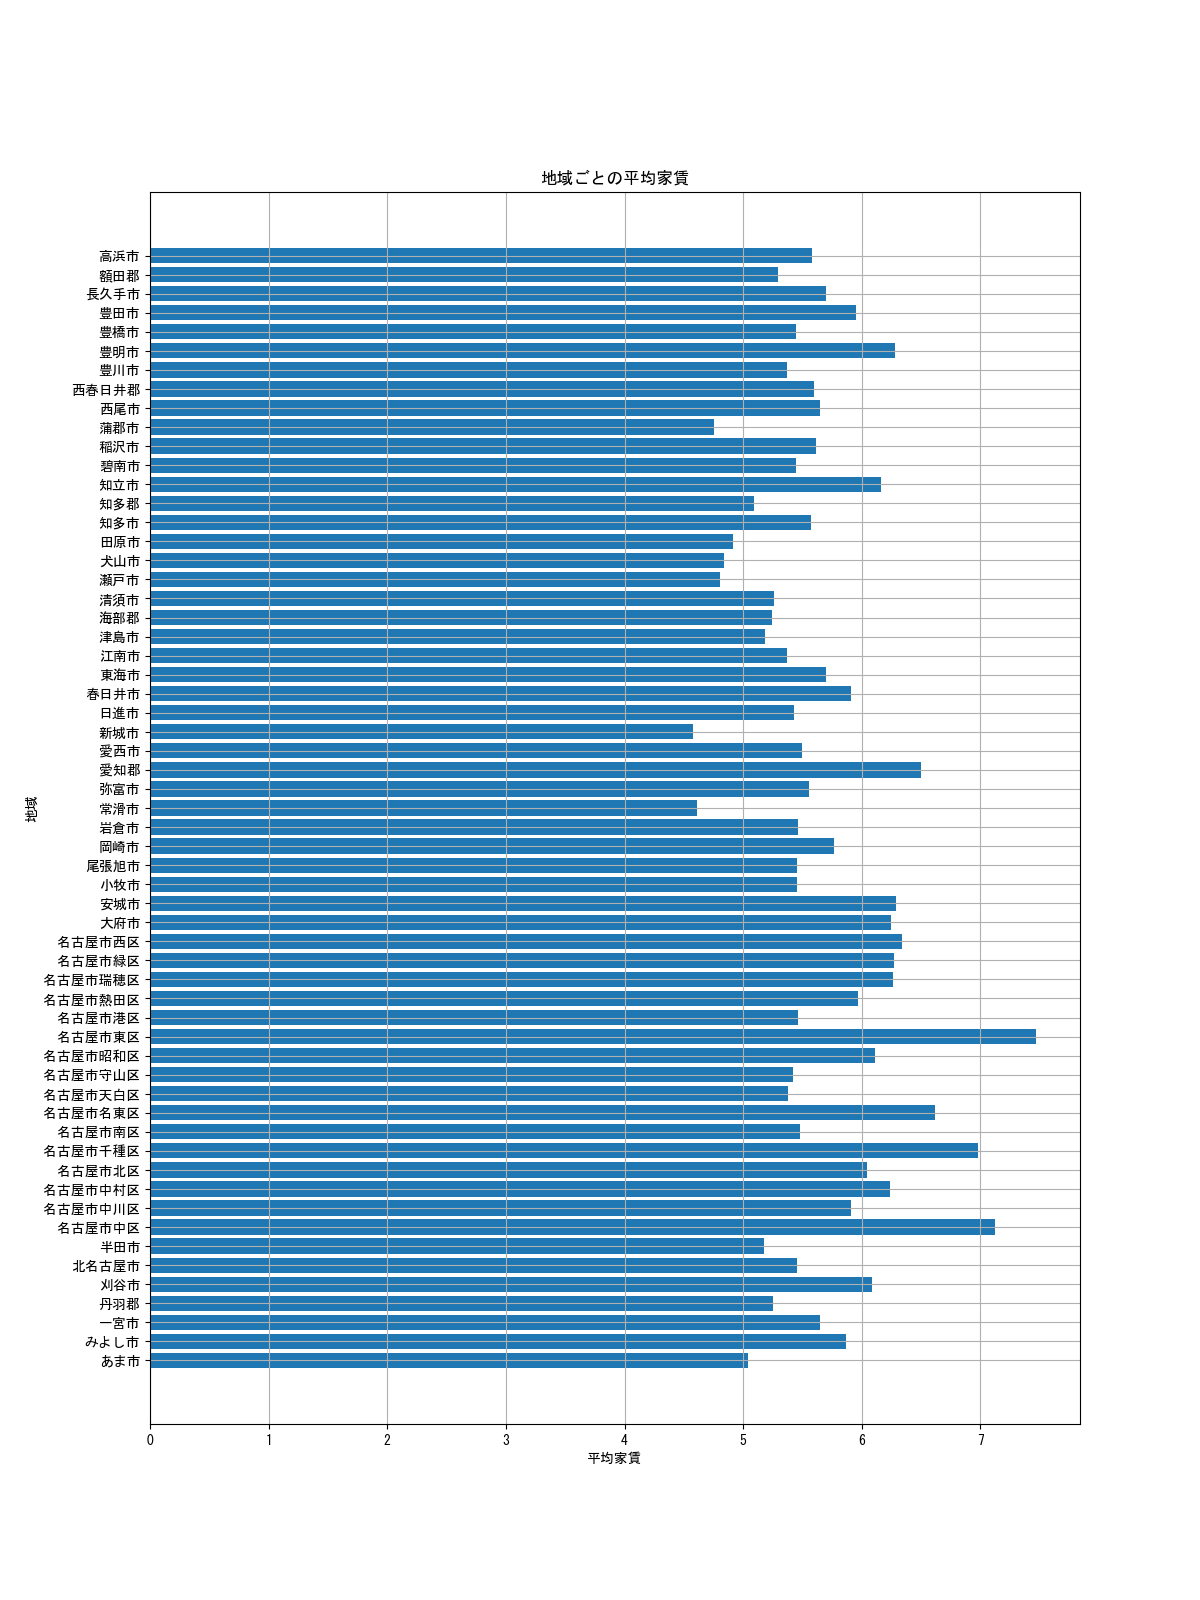 地域ごとの平均家賃
高浜市
額田郡
長久手市
豊田市
豊橋市
豊明市
豊川市
西春日井郡
西尾市
蒲郡市
稲沢市
碧南市
知立市
知多郡
知多市
田原市
犬山市
瀬戸市
清須市
海部郡
津島市
江南市
東海市
春日井市
日進市
新城市
愛西市
愛知郡
弥富市
常滑市
岩倉市
岡崎市
尾張旭市
小牧市
安城市
大府市
名古屋市西区
名古屋市緑区
名古屋市瑞穂区
名古屋市熱田区
名古屋市港区
名古屋市東区
名古屋市昭和区
名古屋市守山区
名古屋市天白区
名古屋市名東区
名古屋市南区
名古屋市千種区
名古屋市北区
名古屋市中村区
名古屋市中川区
名古屋市中区
半田市
北名古屋市
刈谷市
丹羽郡
一宮市
みよし市
あま市
地域
0 1 2 3 4 5 6 7
平均家賃